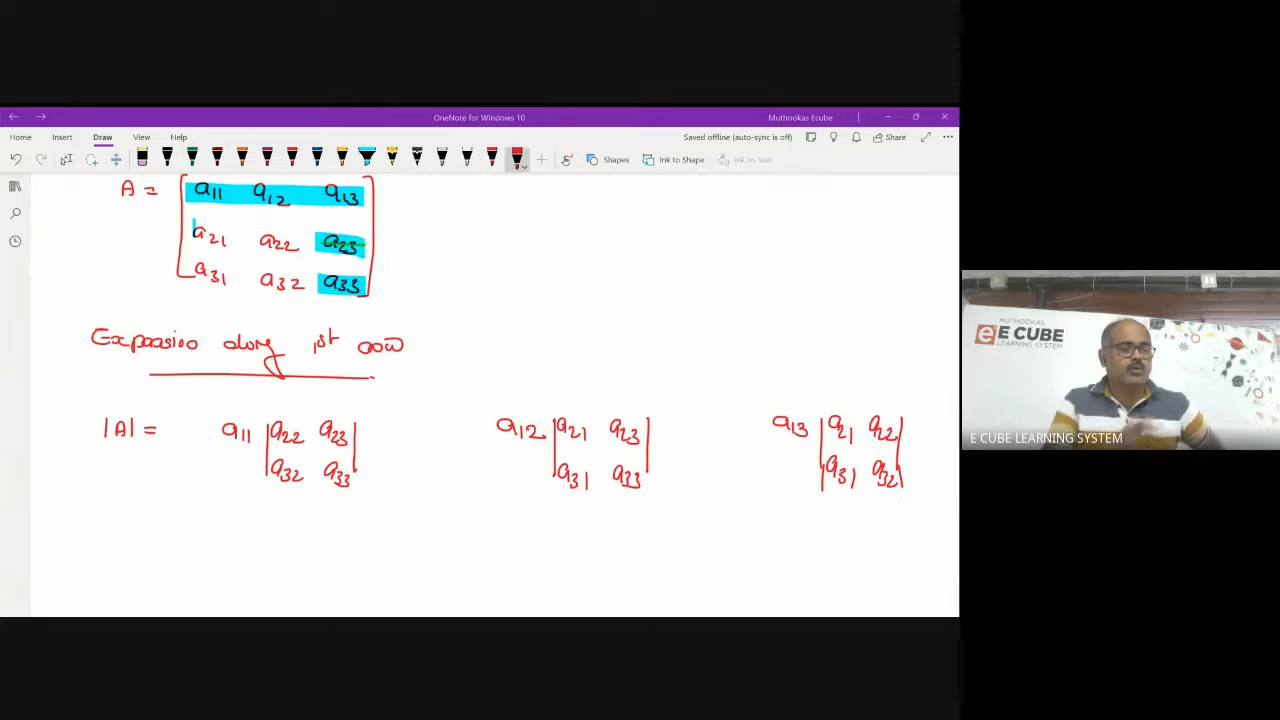 OneNote for Windows 10
Muthookas Ecube
Home Insert Draw View Help
Saved offline (auto-sync is off) Share
Shapes Ink to Shape Ink to Text
A = [ a11 a12 a13
a21 a22 a23
a31 a32 a33 ]
Expansion along 1st row
|A| = a11 |a22 a23| a12 |a21 a23| a13 |a21 a22|
|a32 a33| |a31 a33| |a31 a32|
MUTHOOKAS
e E CUBE
LEARNING SYSTEM
E CUBE LEARNING SYSTEM